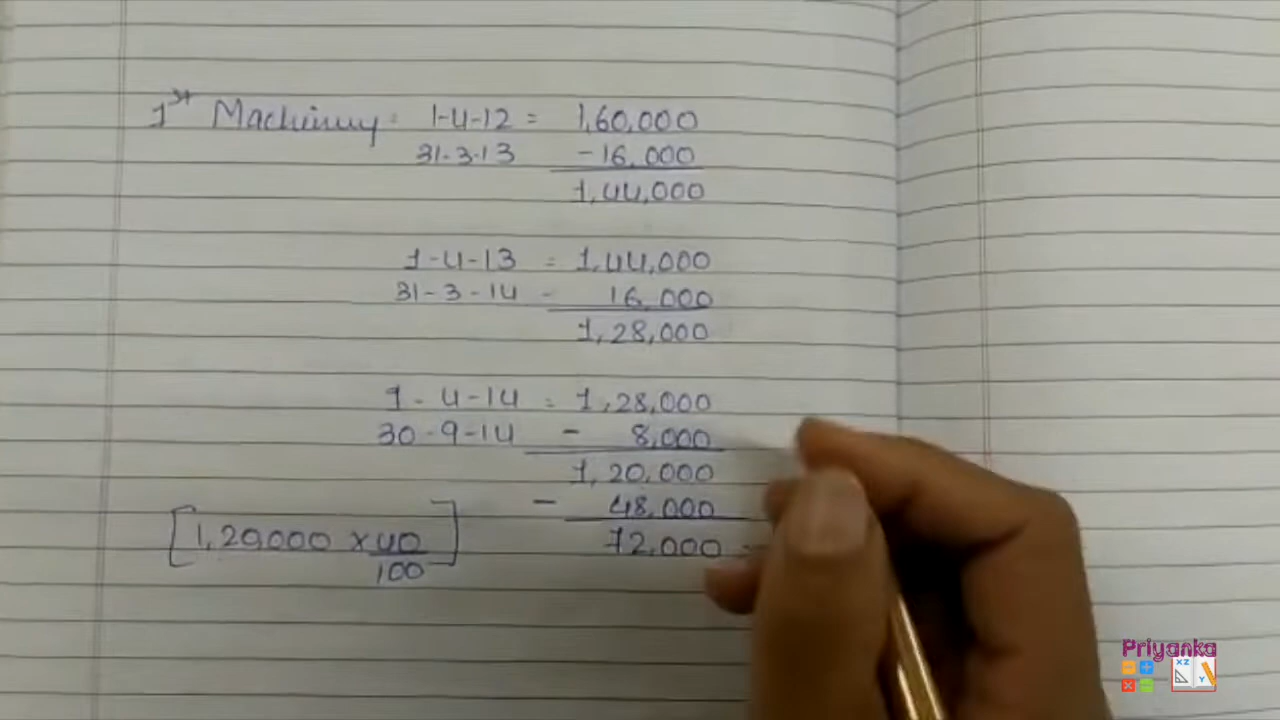 1st Machinery = 1-4-12 = 1,60,000
31-3-13 -16,000
1,44,000
1-4-13 = 1,44,000
31-3-14 - 16,000
1,28,000
1-4-14 = 1,28,000
30-9-14 - 8,000
1,20,000
- 48,000
[1,20,000 x 40/100] 72,000
Priyanka